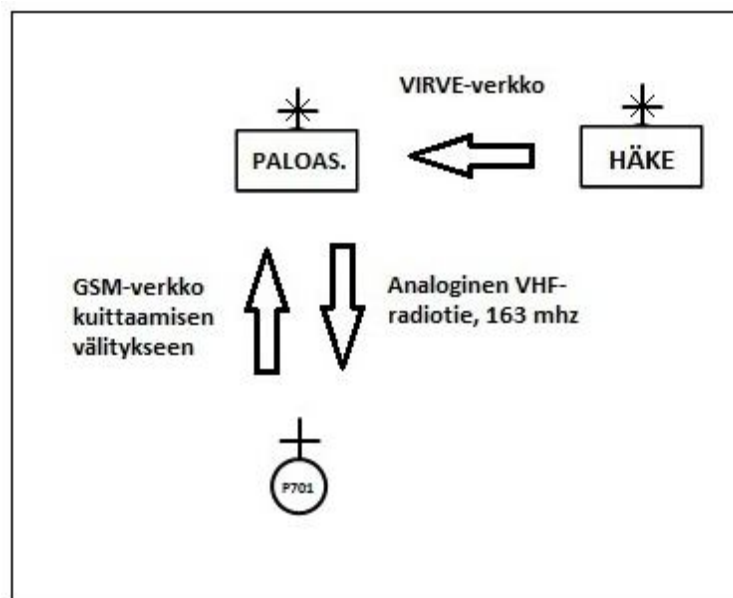 VIRVE-verkko
PALOAS.
HÄKE
GSM-verkko
kuittaamisen
välitykseen
Analoginen VHF-
radiotie, 163 mhz
P701